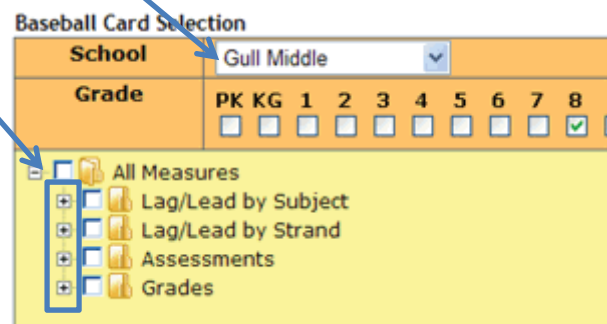 Baseball Card Selection
School Gull Middle
Grade PK KG 1 2 3 4 5 6 7 8
All Measures
Lag/Lead by Subject
Lag/Lead by Strand
Assessments
Grades